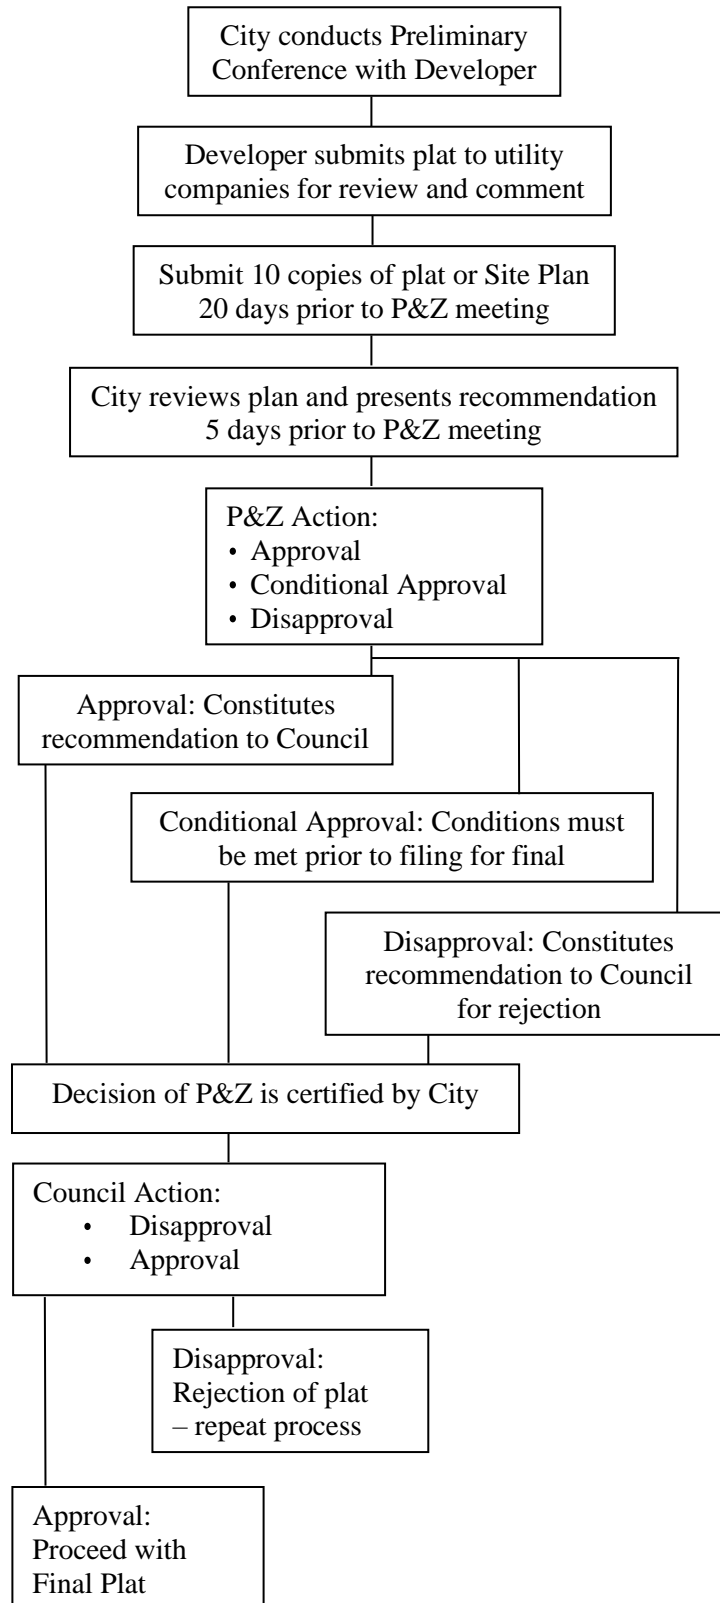 City conducts Preliminary
Conference with Developer
Developer submits plat to utility
companies for review and comment
Submit 10 copies of plat or Site Plan
20 days prior to P&Z meeting
City reviews plan and presents recommendation
5 days prior to P&Z meeting
P&Z Action:
• Approval
• Conditional Approval
• Disapproval
Approval: Constitutes
recommendation to Council
Conditional Approval: Conditions must
be met prior to filing for final
Disapproval: Constitutes
recommendation to Council
for rejection
Decision of P&Z is certified by City
Council Action:
• Disapproval
• Approval
Disapproval:
Rejection of plat
– repeat process
Approval:
Proceed with
Final Plat